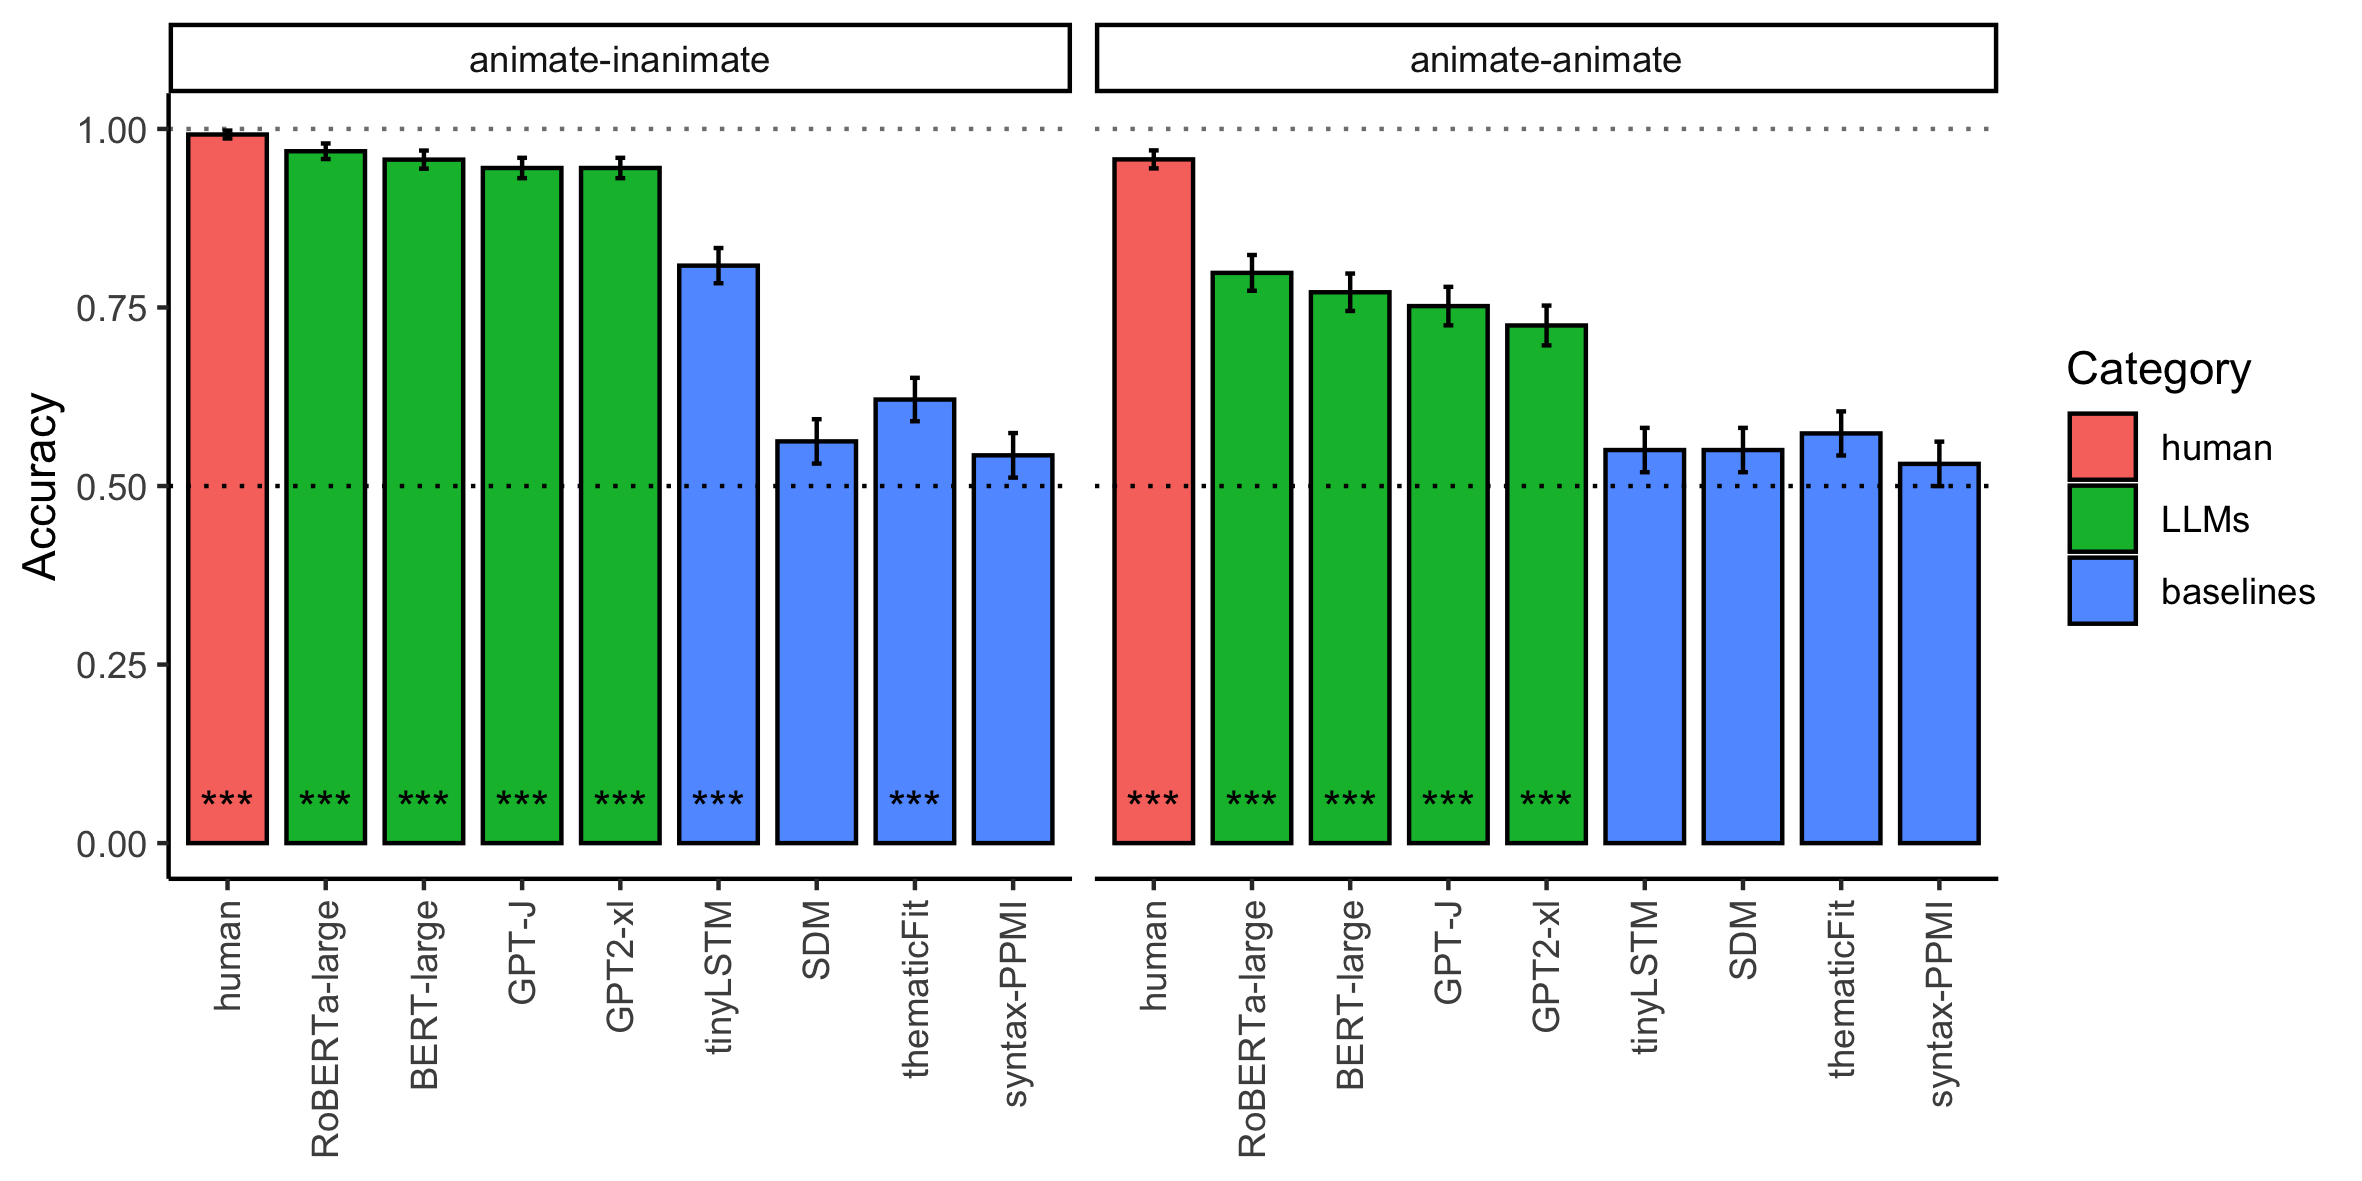 animate-inanimate
animate-animate
Accuracy
1.00
0.75
0.50
0.25
0.00
*** *** *** *** *** *** ***
*** *** *** *** ***
human
RoBERTa-large
BERT-large
GPT-J
GPT2-xl
tinyLSTM
SDM
thematicFit
syntax-PPMI
human
RoBERTa-large
BERT-large
GPT-J
GPT2-xl
tinyLSTM
SDM
thematicFit
syntax-PPMI
Category
human
LLMs
baselines